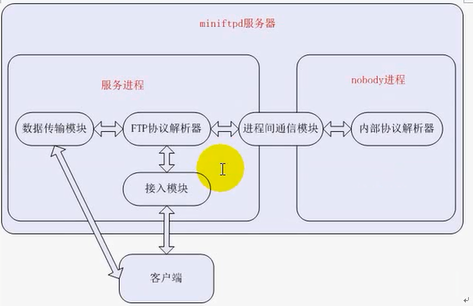 miniftpd服务器
服务进程
nobody进程
数据传输模块
FTP协议解析器
进程间通信模块
内部协议解析器
接入模块
客户端